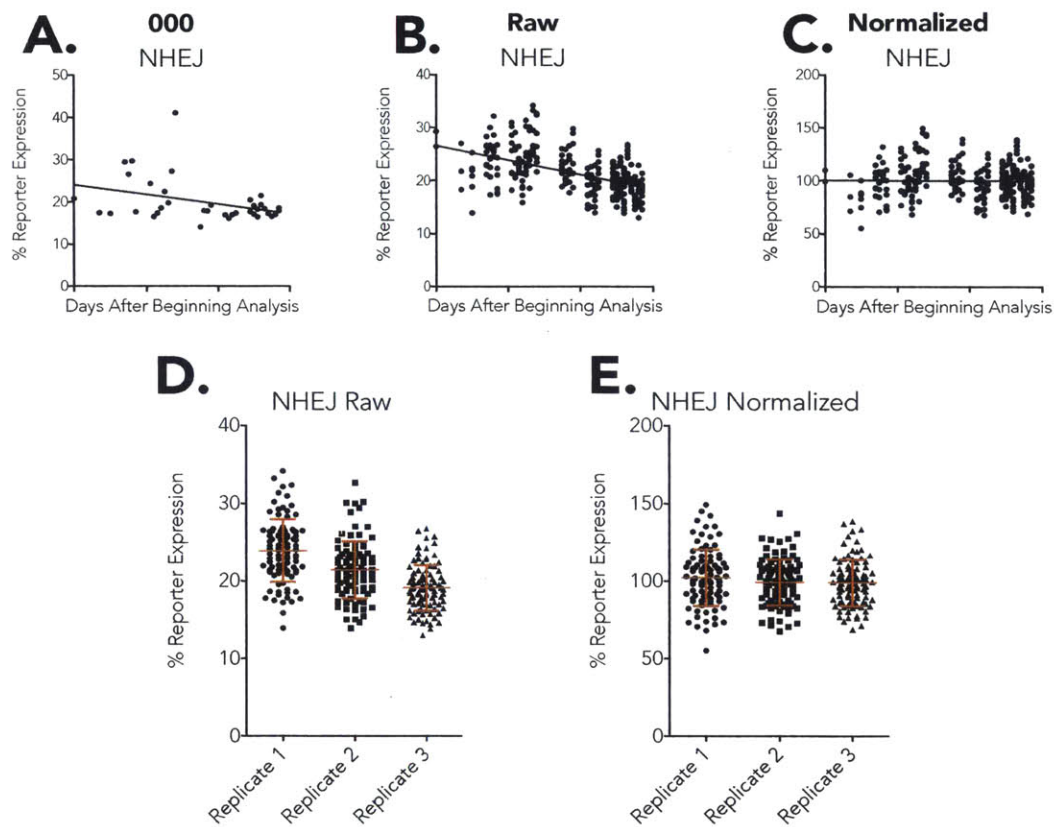 A. 000
NHEJ
% Reporter Expression
50
40
30
20
10
0
Days After Beginning Analysis
B. Raw
NHEJ
% Reporter Expression
40
30
20
10
0
Days After Beginning Analysis
C. Normalized
NHEJ
% Reporter Expression
200
150
100
50
0
Days After Beginning Analysis
D.
NHEJ Raw
% Reporter Expression
40
30
20
10
0
Replicate 1
Replicate 2
Replicate 3
E.
NHEJ Normalized
% Reporter Expression
200
150
100
50
0
Replicate 1
Replicate 2
Replicate 3